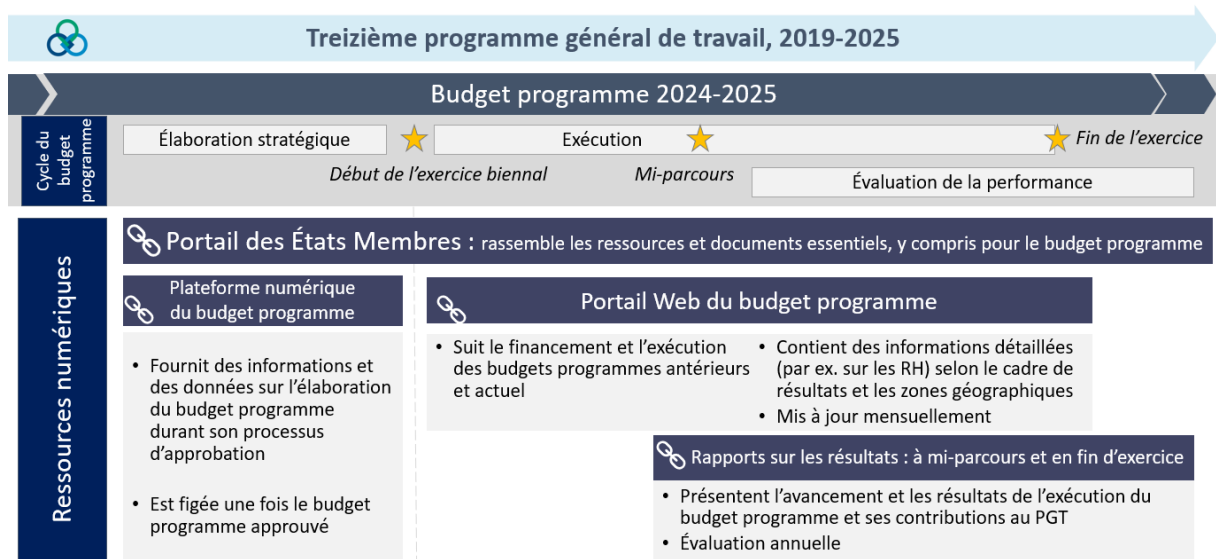 Treizième programme général de travail, 2019-2025
Budget programme 2024-2025
Cycle du
budget
programme
Élaboration stratégique
Exécution
Fin de l’exercice
Début de l’exercice biennal
Mi-parcours
Évaluation de la performance
Ressources numériques
Portail des États Membres : rassemble les ressources et documents essentiels, y compris pour le budget programme
Plateforme numérique
du budget programme
• Fournit des informations et
des données sur l’élaboration
du budget programme
durant son processus
d’approbation
• Est figée une fois le budget
programme approuvé
Portail Web du budget programme
• Suit le financement et l’exécution
des budgets programmes antérieurs
et actuel
• Contient des informations détaillées
(par ex. sur les RH) selon le cadre de
résultats et les zones géographiques
• Mis à jour mensuellement
Rapports sur les résultats : à mi-parcours et en fin d’exercice
• Présentent l’avancement et les résultats de l’exécution du
budget programme et ses contributions au PGT
• Évaluation annuelle